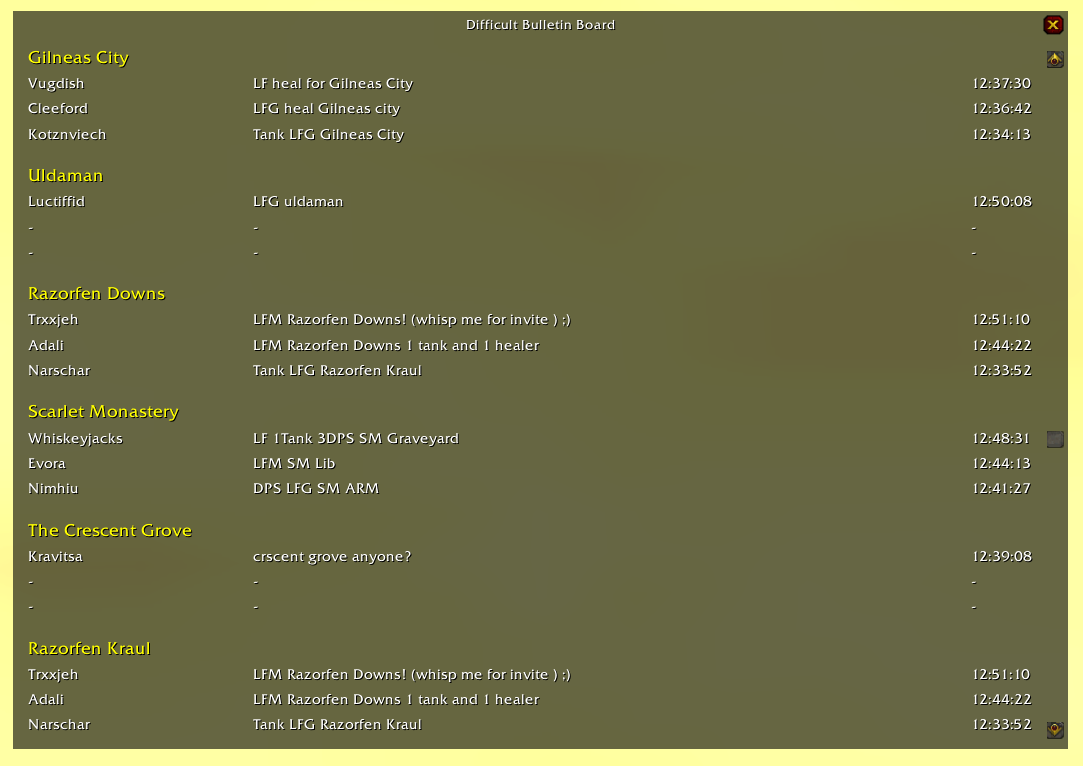 Difficult Bulletin Board
Gilneas City
Vugdish LF heal for Gilneas City 12:37:30
Cleeford LFG heal Gilneas city 12:36:42
Kotznviech Tank LFG Gilneas City 12:34:13
Uldaman
Luctiffid LFG uldaman 12:50:08
- - -
- - -
Razorfen Downs
Trxxjeh LFM Razorfen Downs! (whisp me for invite ) ;) 12:51:10
Adali LFM Razorfen Downs 1 tank and 1 healer 12:44:22
Narschar Tank LFG Razorfen Kraul 12:33:52
Scarlet Monastery
Whiskeyjacks LF 1Tank 3DPS SM Graveyard 12:48:31
Evora LFM SM Lib 12:44:13
Nimhiu DPS LFG SM ARM 12:41:27
The Crescent Grove
Kravitsa crscent grove anyone? 12:39:08
- - -
- - -
Razorfen Kraul
Trxxjeh LFM Razorfen Downs! (whisp me for invite ) ;) 12:51:10
Adali LFM Razorfen Downs 1 tank and 1 healer 12:44:22
Narschar Tank LFG Razorfen Kraul 12:33:52